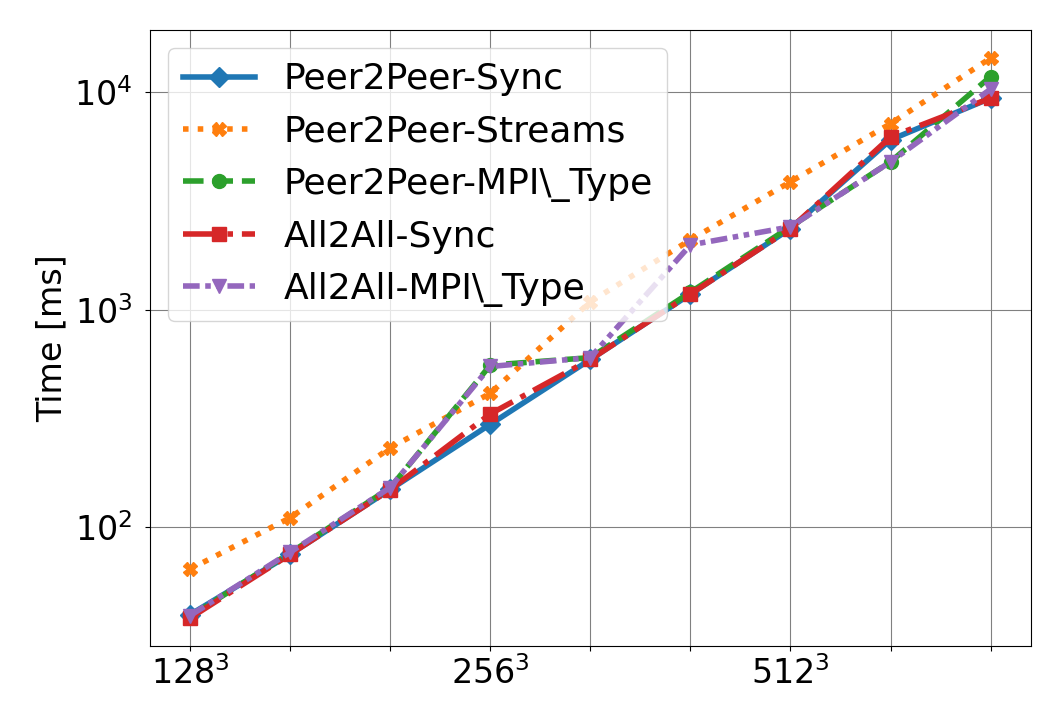 Peer2Peer-Sync
Peer2Peer-Streams
Peer2Peer-MPI\_Type
All2All-Sync
All2All-MPI\_Type
Time [ms]
10⁴
10³
10²
128³
256³
512³